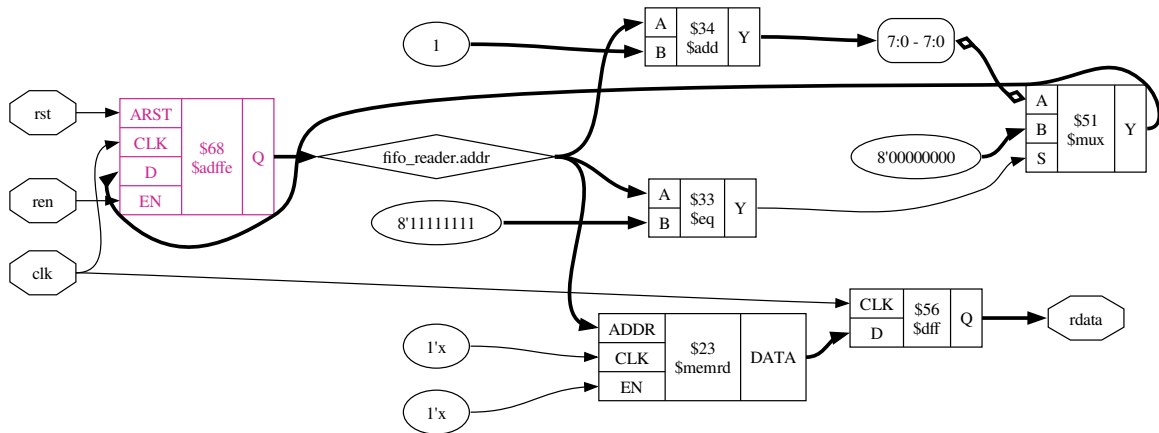 rst
ren
clk
ARST
CLK
D
EN
$68
$adffe
Q
1
fifo_reader.addr
8'11111111
1'x
1'x
A
B
$34
$add
Y
A
B
$33
$eq
Y
ADDR
CLK
EN
$23
$memrd
DATA
7:0 - 7:0
8'00000000
CLK
D
$56
$dff
Q
A
B
S
$51
$mux
Y
rdata